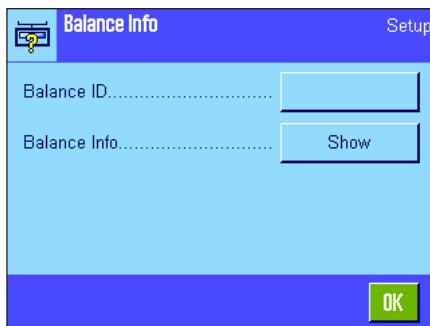 Balance Info Setup
Balance ID............................
Balance Info.......................... Show
OK